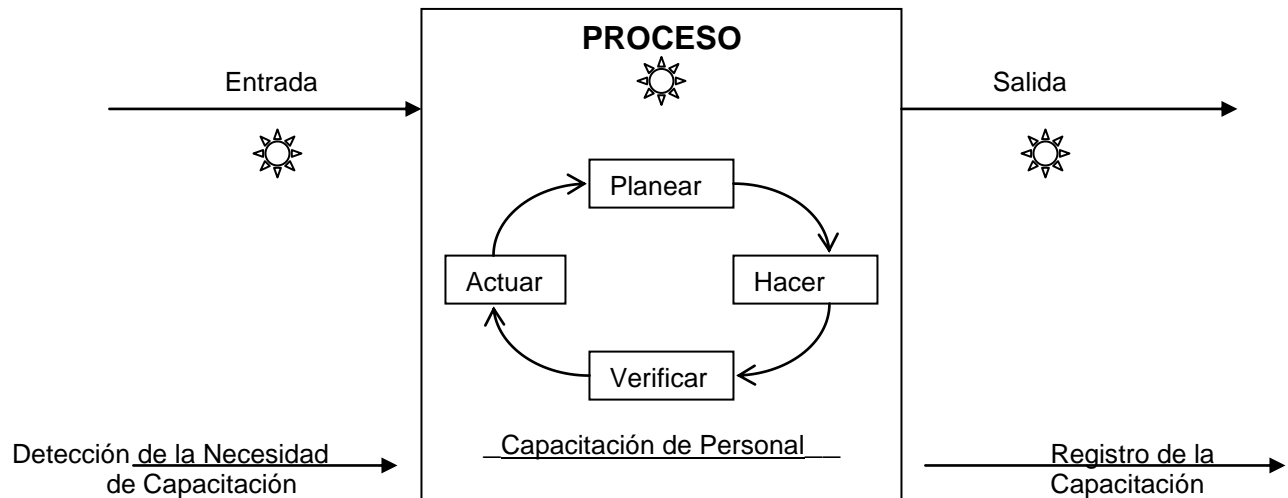 PROCESO
Entrada
Salida
Planear
Actuar
Hacer
Verificar
Capacitación de Personal
Detección de la Necesidad
de Capacitación
Registro de la
Capacitación